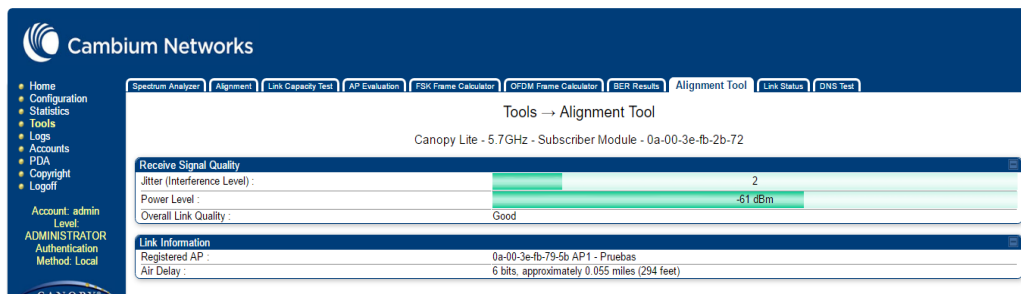 Cambium Networks
Home
Configuration
Statistics
Tools
Logs
Accounts
PDA
Copyright
Logoff
Account: admin
Level:
ADMINISTRATOR
Authentication
Method: Local
CANOPY
Spectrum Analyzer Alignment Link Capacity Test AP Evaluation FSK Frame Calculator OFDM Frame Calculator BER Results Alignment Tool Link Status DNS Test
Tools → Alignment Tool
Canopy Lite - 5.7GHz - Subscriber Module - 0a-00-3e-fb-2b-72
Receive Signal Quality
Jitter (Interference Level) : 2
Power Level : -61 dBm
Overall Link Quality : Good
Link Information
Registered AP : 0a-00-3e-fb-79-5b AP1 - Pruebas
Air Delay : 6 bits, approximately 0.055 miles (294 feet)